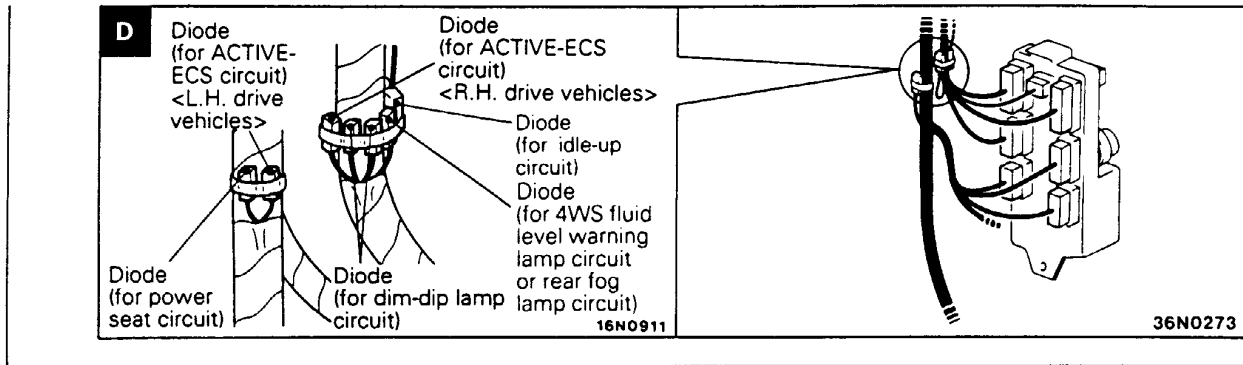 D
Diode
(for ACTIVE-
ECS circuit)
<L.H. drive
vehicles>
Diode
(for ACTIVE-ECS
circuit)
<R.H. drive vehicles>
Diode
(for idle-up
circuit)
Diode
(for 4WS fluid
level warning
lamp circuit
or rear fog
lamp circuit)
Diode
(for power
seat circuit)
Diode
(for dim-dip lamp
circuit)
16N0911
36N0273